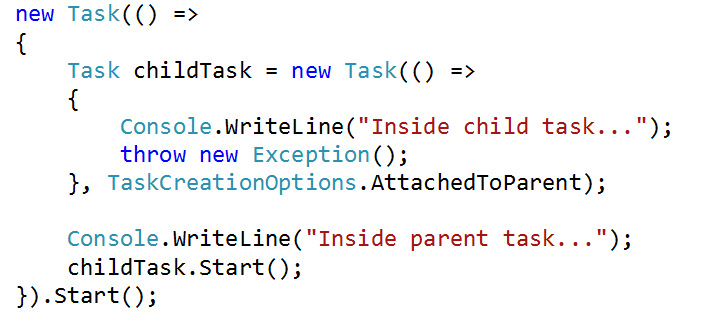 new Task(() =>
{
    Task childTask = new Task(() =>
    {
        Console.WriteLine("Inside child task...");
        throw new Exception();
    }, TaskCreationOptions.AttachedToParent);

    Console.WriteLine("Inside parent task...");
    childTask.Start();
}).Start();